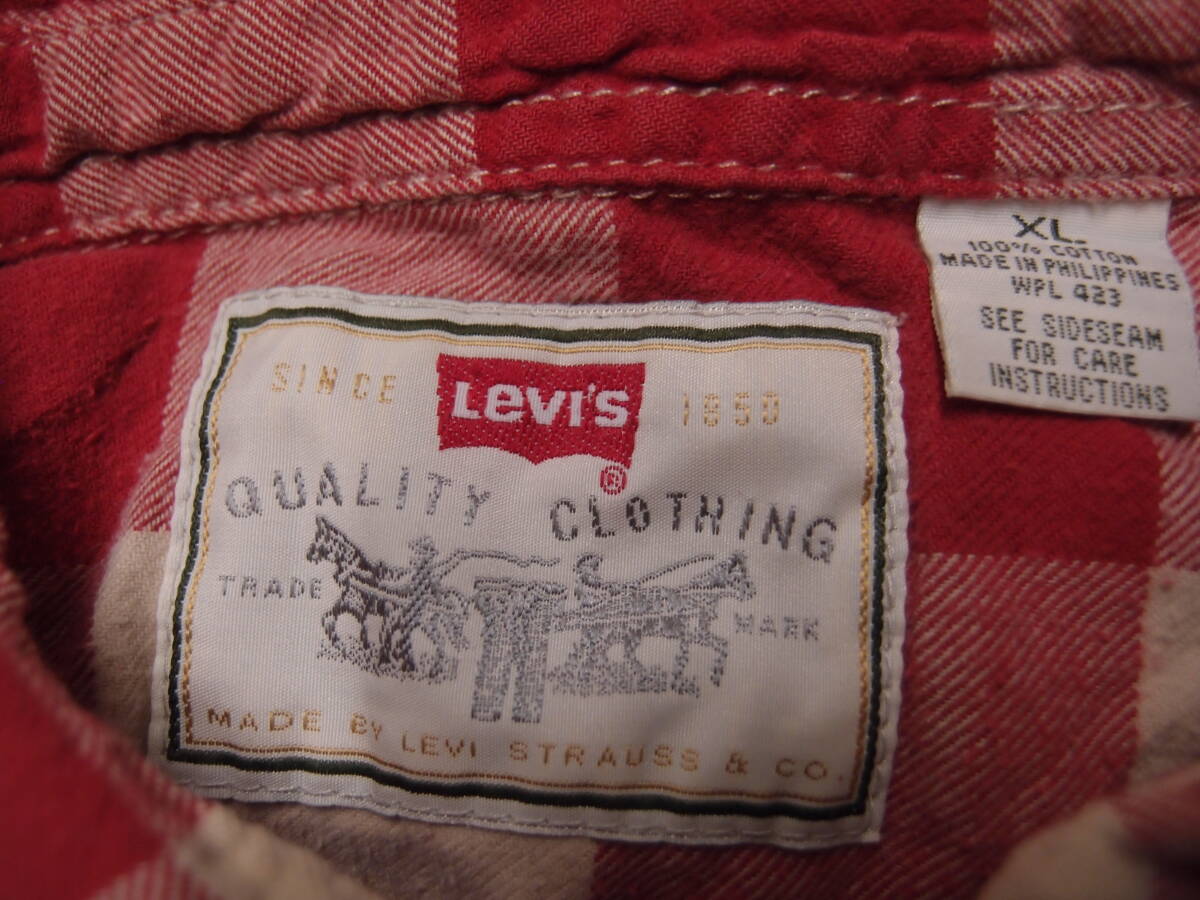 SINCE LEVI'S ® 1850
QUALITY CLOTHING
TRADE MARK
MADE BY LEVI STRAUSS & CO.
XL.
100% COTTON
MADE IN PHILIPPINES
WPL 423
SEE SIDESEAM
FOR CARE
INSTRUCTIONS